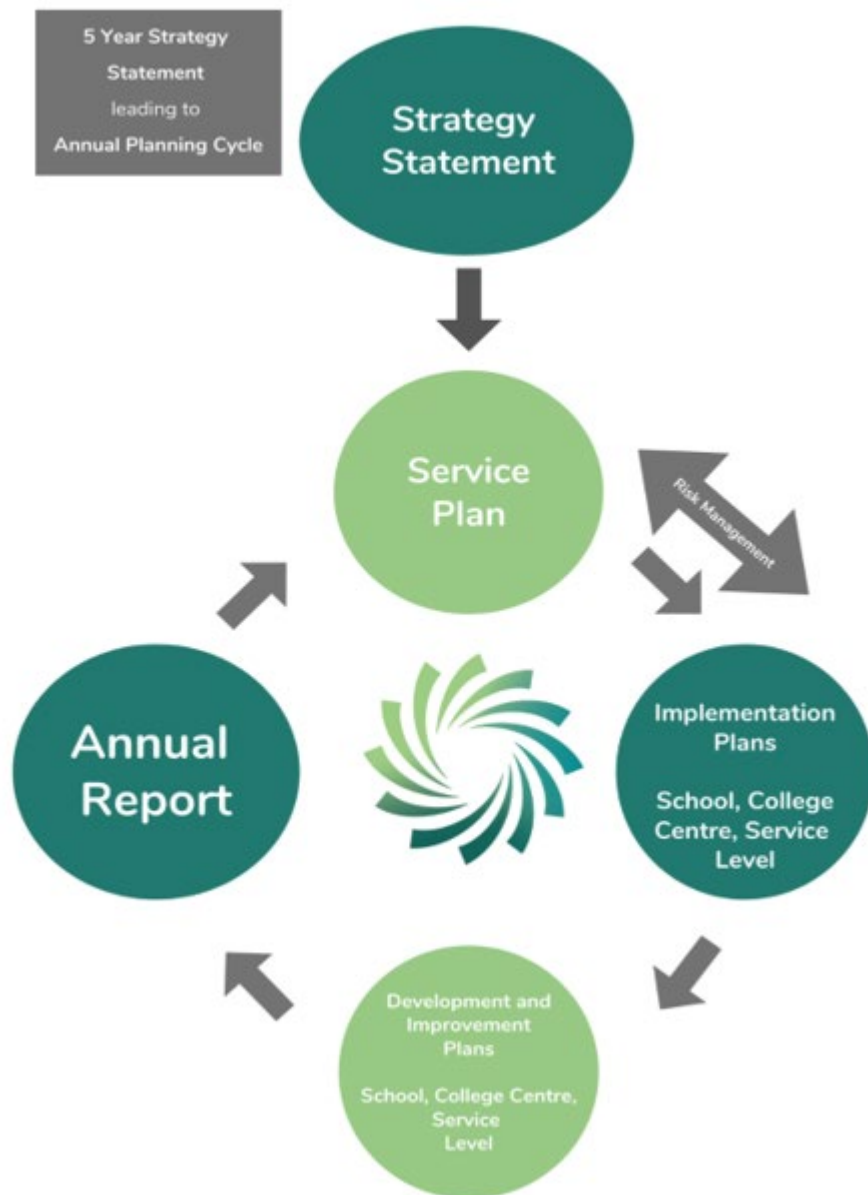 5 Year Strategy
Statement
leading to
Annual Planning Cycle
Strategy
Statement
Service
Plan
Risk Management
Implementation
Plans
School, College
Centre, Service
Level
Development and
Improvement
Plans
School, College Centre,
Service
Level
Annual
Report